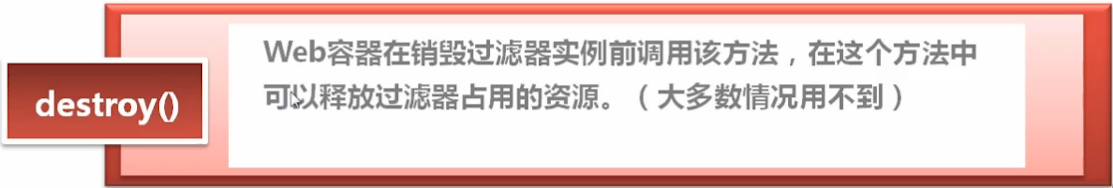 destroy()
Web容器在销毁过滤器实例前调用该方法，在这个方法中
可以释放过滤器占用的资源。（大多数情况用不到）